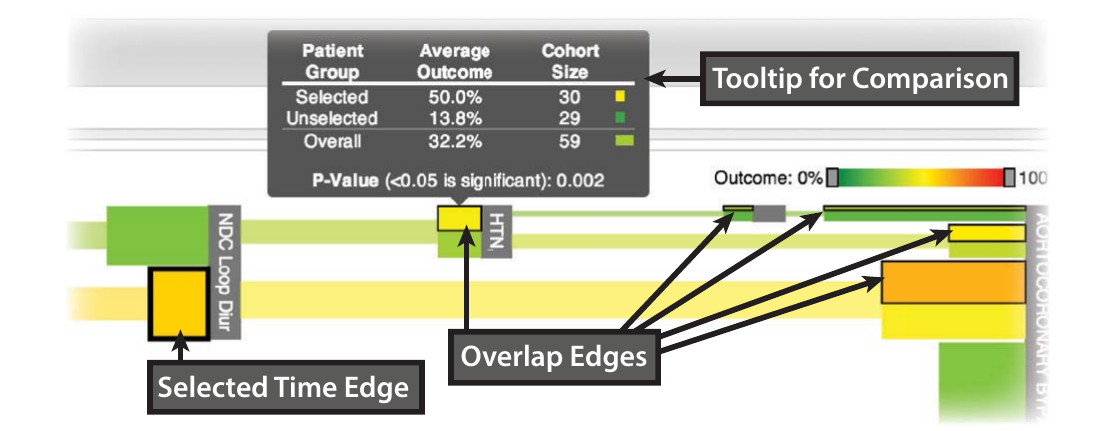 Patient Average Cohort
Group Outcome Size
Selected 50.0% 30
Unselected 13.8% 29
Overall 32.2% 59
P-Value (<0.05 is significant): 0.002
Tooltip for Comparison
Outcome: 0% 100
NDC Loop Diur
HTN,
AORTOCORONARY BYP
Overlap Edges
Selected Time Edge